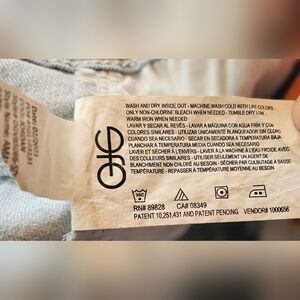 WASH AND DRY INSIDE OUT - MACHINE WASH COLD WITH LIKE COLORS -
ONLY NON-CHLORINE BLEACH WHEN NEEDED - TUMBLE DRY LOW -
WARM IRON WHEN NEEDED
LAVAR Y SECAR AL REVÉS - LAVAR A MÁQUINA CON AGUA FRÍA Y CON
COLORES SIMILARES - UTILIZAR ÚNICAMENTE BLANQUEADOR SIN CLORO
CUANDO SEA NECESARIO - SECAR EN SECADORA A TEMPERATURA BAJA -
PLANCHAR A TEMPERATURA MEDIA CUANDO SEA NECESARIO
LAVER ET SÉCHER À L'ENVERS - LAVER À LA MACHINE À L'EAU FROIDE AVEC
DES COULEURS SIMILAIRES - UTILISER SEULEMENT UN AGENT DE
BLANCHIMENT NON CHLORÉ AU BESOIN - SÉCHER PAR CULBUTAGE À BASSE
TEMPÉRATURE - REPASSER À TEMPÉRATURE MOYENNE AU BESOIN
RN# 89828 CA# 08349
PATENT 10,251,431 AND PATENT PENDING VENDOR# 1000656